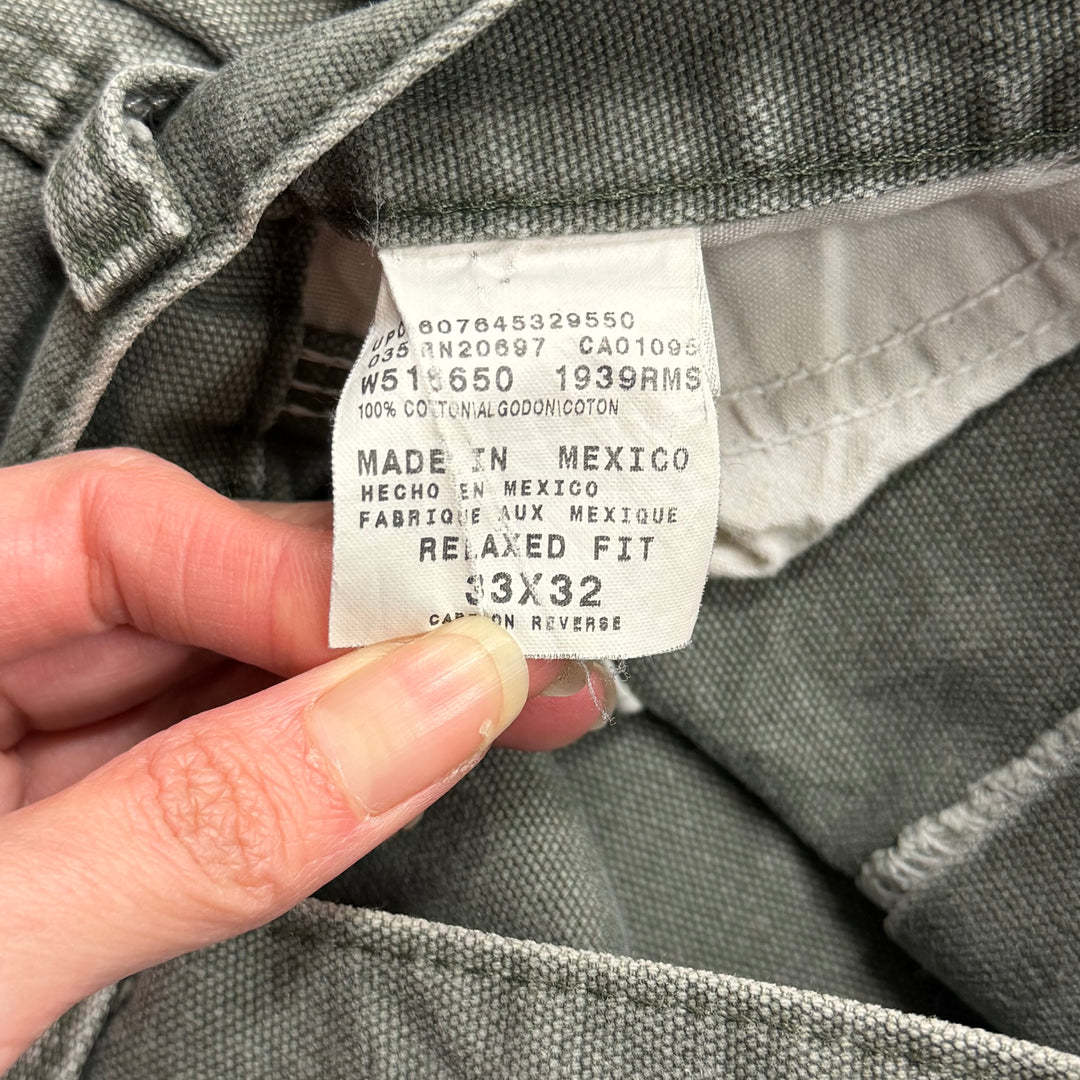 UPC 607645329550
035 RN20697 CA01095
W518650 1939RMS
100% COTTON\ALGODON\COTON
MADE IN MEXICO
HECHO EN MEXICO
FABRIQUE AUX MEXIQUE
RELAXED FIT
33X32
CARE ON REVERSE